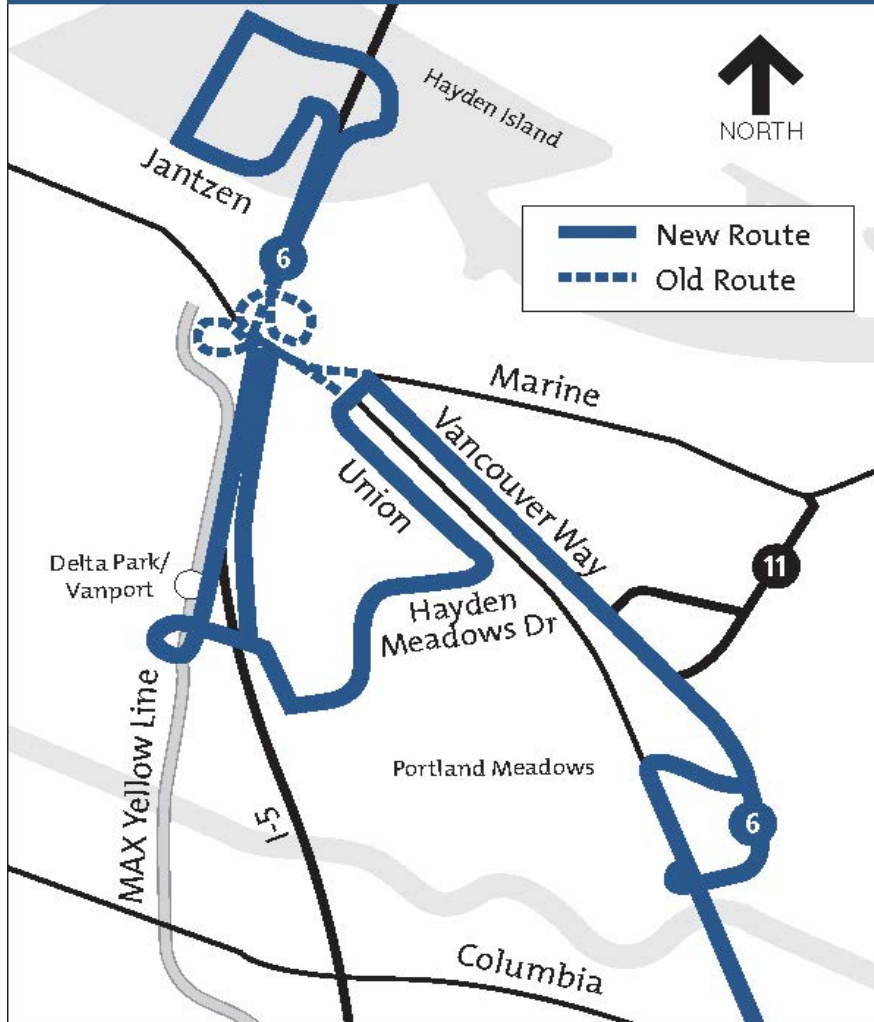 Hayden Island
NORTH
Jantzen
New Route
Old Route
6
Marine
Vancouver Way
Union
Delta Park/
Vanport
11
Hayden
Meadows Dr
MAX Yellow Line
Portland Meadows
I-5
6
Columbia